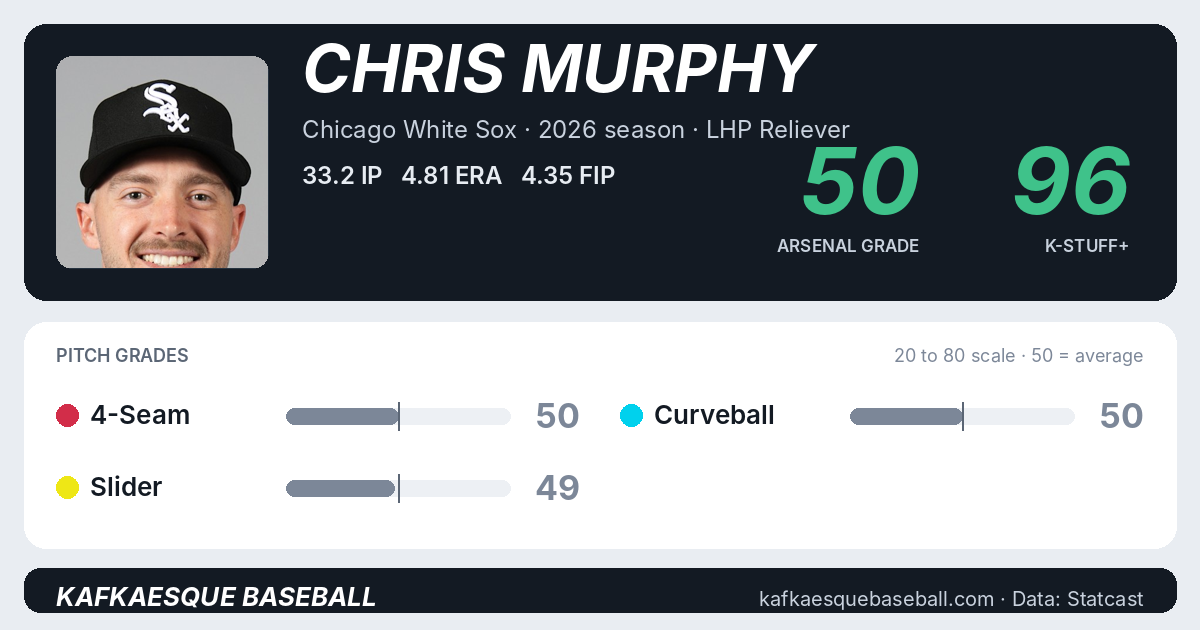 CHRIS MURPHY
Chicago White Sox · 2026 season · LHP Reliever
33.2 IP 4.81 ERA 4.35 FIP
50 96
ARSENAL GRADE K-STUFF+
PITCH GRADES 20 to 80 scale · 50 = average
4-Seam 50 Curveball 50
Slider 49
KAFKAESQUE BASEBALL kafkaesquebaseball.com · Data: Statcast
Sox